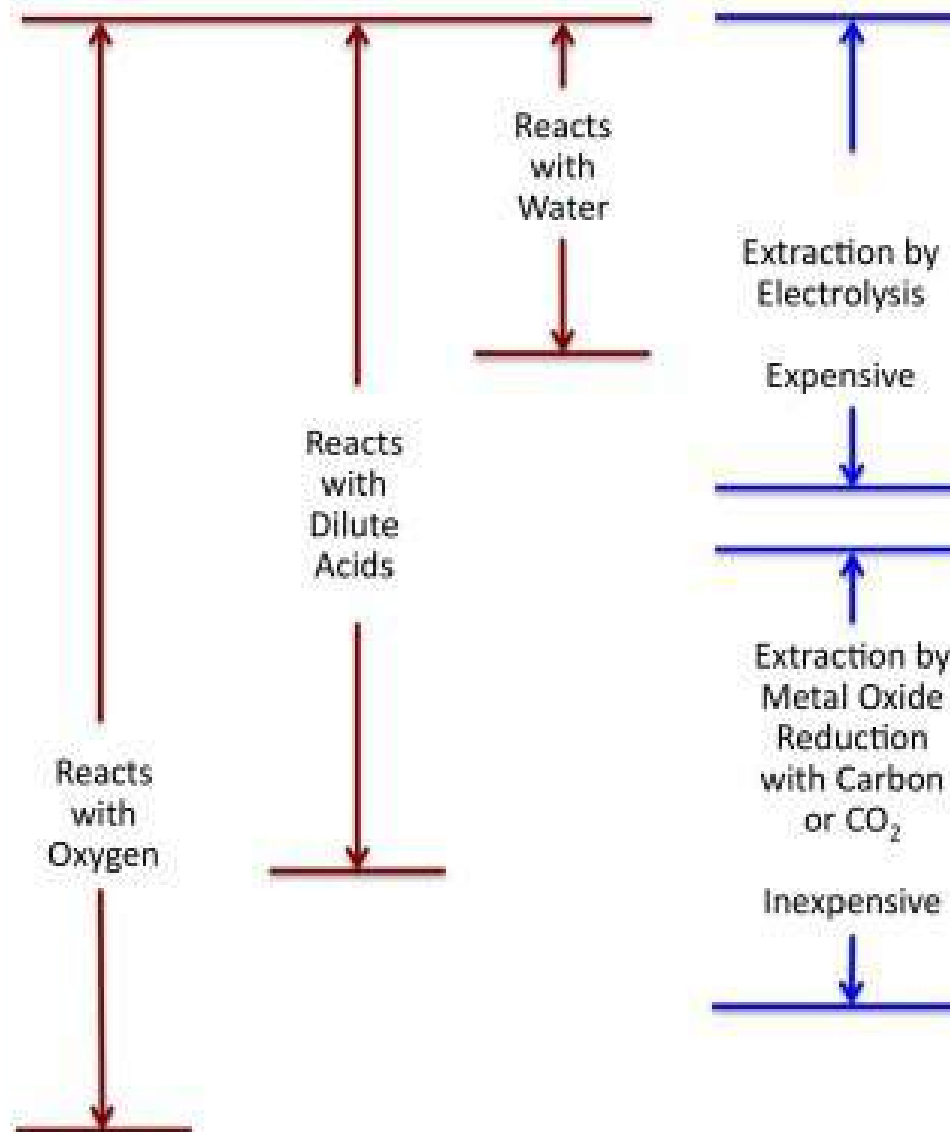 Reacts
with
Water
Extraction by
Electrolysis
Expensive
Reacts
with
Dilute
Acids
Extraction by
Metal Oxide
Reduction
with Carbon
or CO₂
Inexpensive
Reacts
with
Oxygen